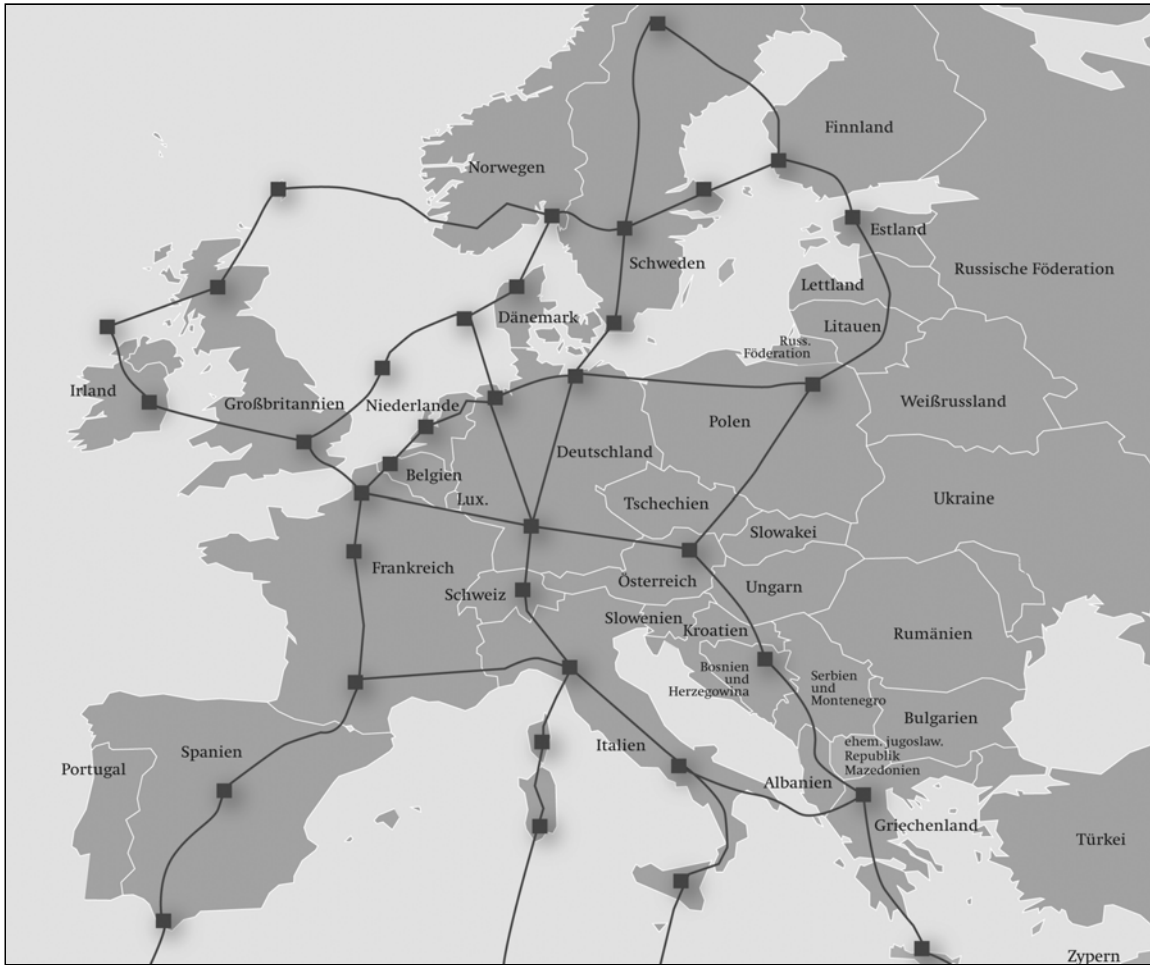 Finnland
Norwegen
Estland
Schweden
Russische Föderation
Lettland
Dänemark
Litauen
Russ.
Föderation
Irland
Großbritannien
Niederlande
Weißrussland
Polen
Deutschland
Belgien
Lux.
Tschechien
Ukraine
Slowakei
Frankreich
Österreich
Ungarn
Schweiz
Slowenien
Kroatien
Rumänien
Bosnien
und
Herzegowina
Serbien
und
Montenegro
Bulgarien
Spanien
Italien
ehem. jugoslaw.
Republik
Mazedonien
Portugal
Albanien
Griechenland
Türkei
Zypern